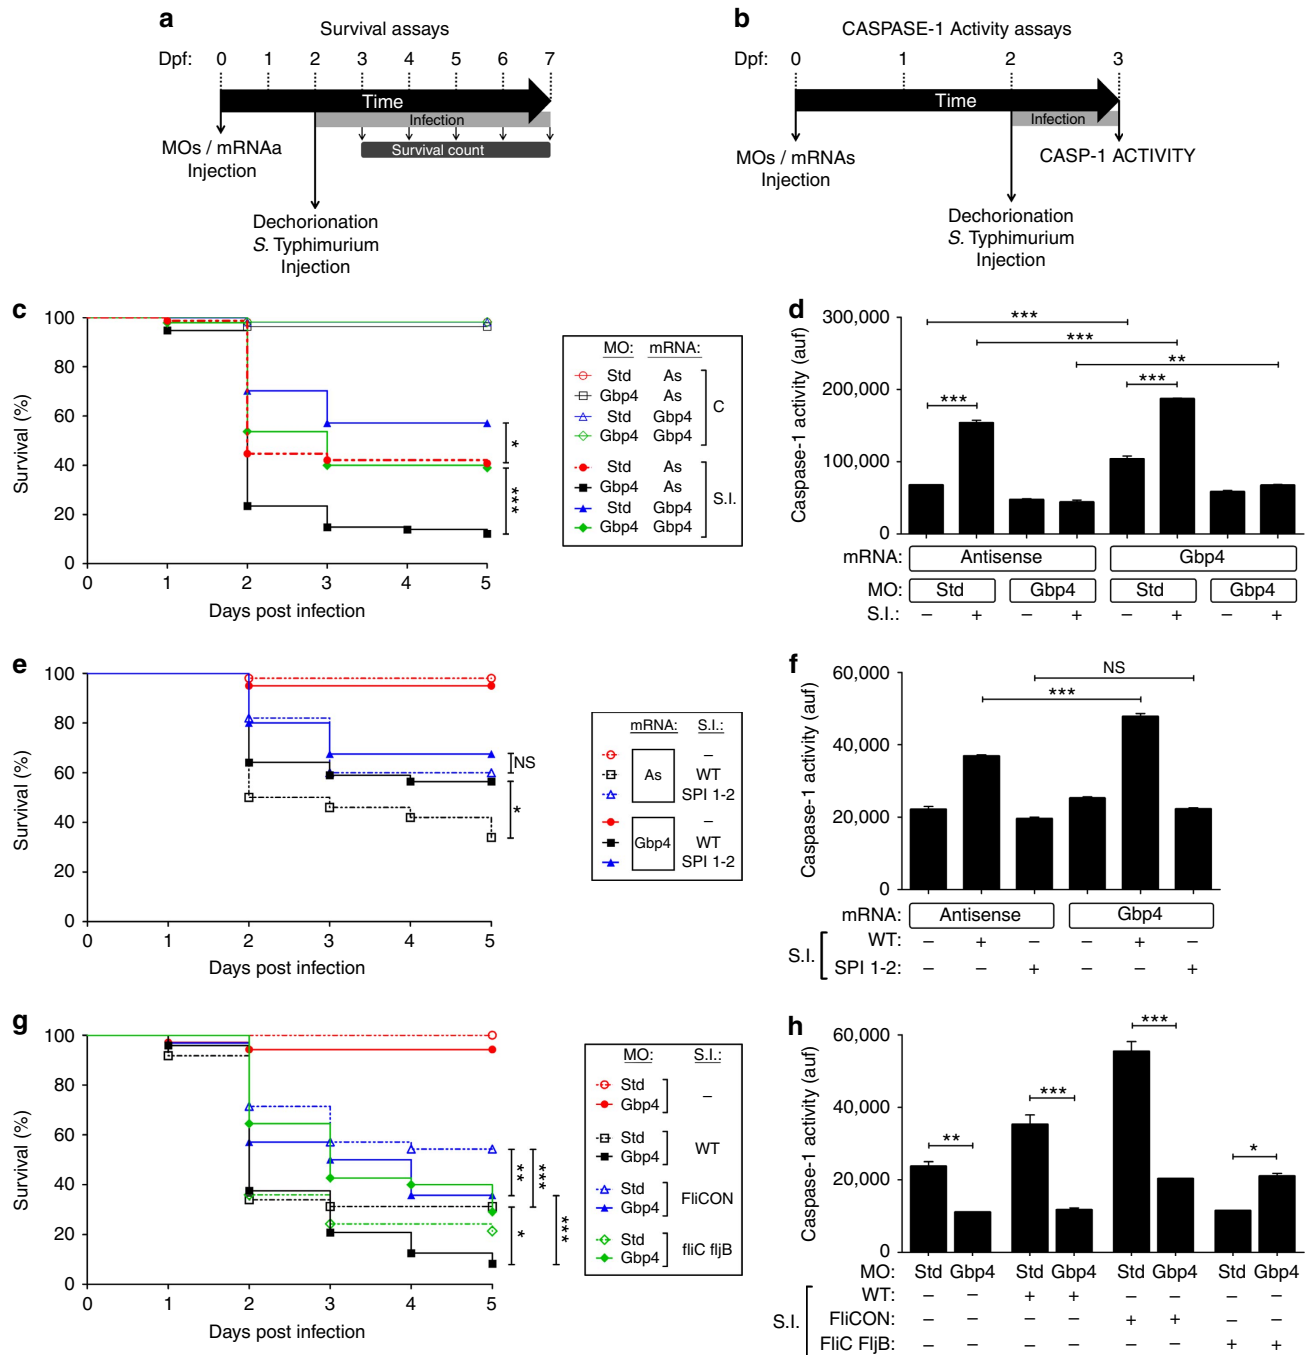 a
Survival assays
Dpf: 0 1 2 3 4 5 6 7
Time
Infection
Survival count
MOs / mRNAa
Injection
Dechorionation
S. Typhimurium
Injection
b
CASPASE-1 Activity assays
Dpf: 0 1 2 3
Time
Infection
MOs / mRNAs
Injection
CASP-1 ACTIVITY
Dechorionation
S. Typhimurium
Injection
c
Survival (%)
100
80
60
40
20
0
0 1 2 3 4 5
Days post infection
*
***
MO: mRNA:
Std As
Gbp4 As
Std Gbp4
Gbp4 Gbp4
C
Std As
Gbp4 As
Std Gbp4
Gbp4 Gbp4
S.I.
d
Caspase-1 activity (auf)
300,000
200,000
100,000
0
***
***
**
***
***
mRNA: Antisense Gbp4
MO: Std Gbp4 Std Gbp4
S.I.: – + – + – + – +
e
Survival (%)
100
80
60
40
20
0
0 1 2 3 4 5
Days post infection
NS
*
mRNA: S.I.:
As
–
WT
SPI 1-2
Gbp4
–
WT
SPI 1-2
f
Caspase-1 activity (auf)
60,000
40,000
20,000
0
NS
***
mRNA: Antisense Gbp4
S.I.
WT: – + – – + –
SPI 1-2: – – + – – +
g
Survival (%)
100
80
60
40
20
0
0 1 2 3 4 5
Days post infection
**
***
*
***
MO: S.I.:
Std
Gbp4
–
Std
Gbp4
WT
Std
Gbp4
FliCON
Std
Gbp4
fliC fljB
h
Caspase-1 activity (auf)
60,000
40,000
20,000
0
**
***
***
*
MO: Std Gbp4 Std Gbp4 Std Gbp4 Std Gbp4
S.I.
WT: – – + + – – – –
FliCON: – – – – + + – –
FliC FljB: – – – – – – + +